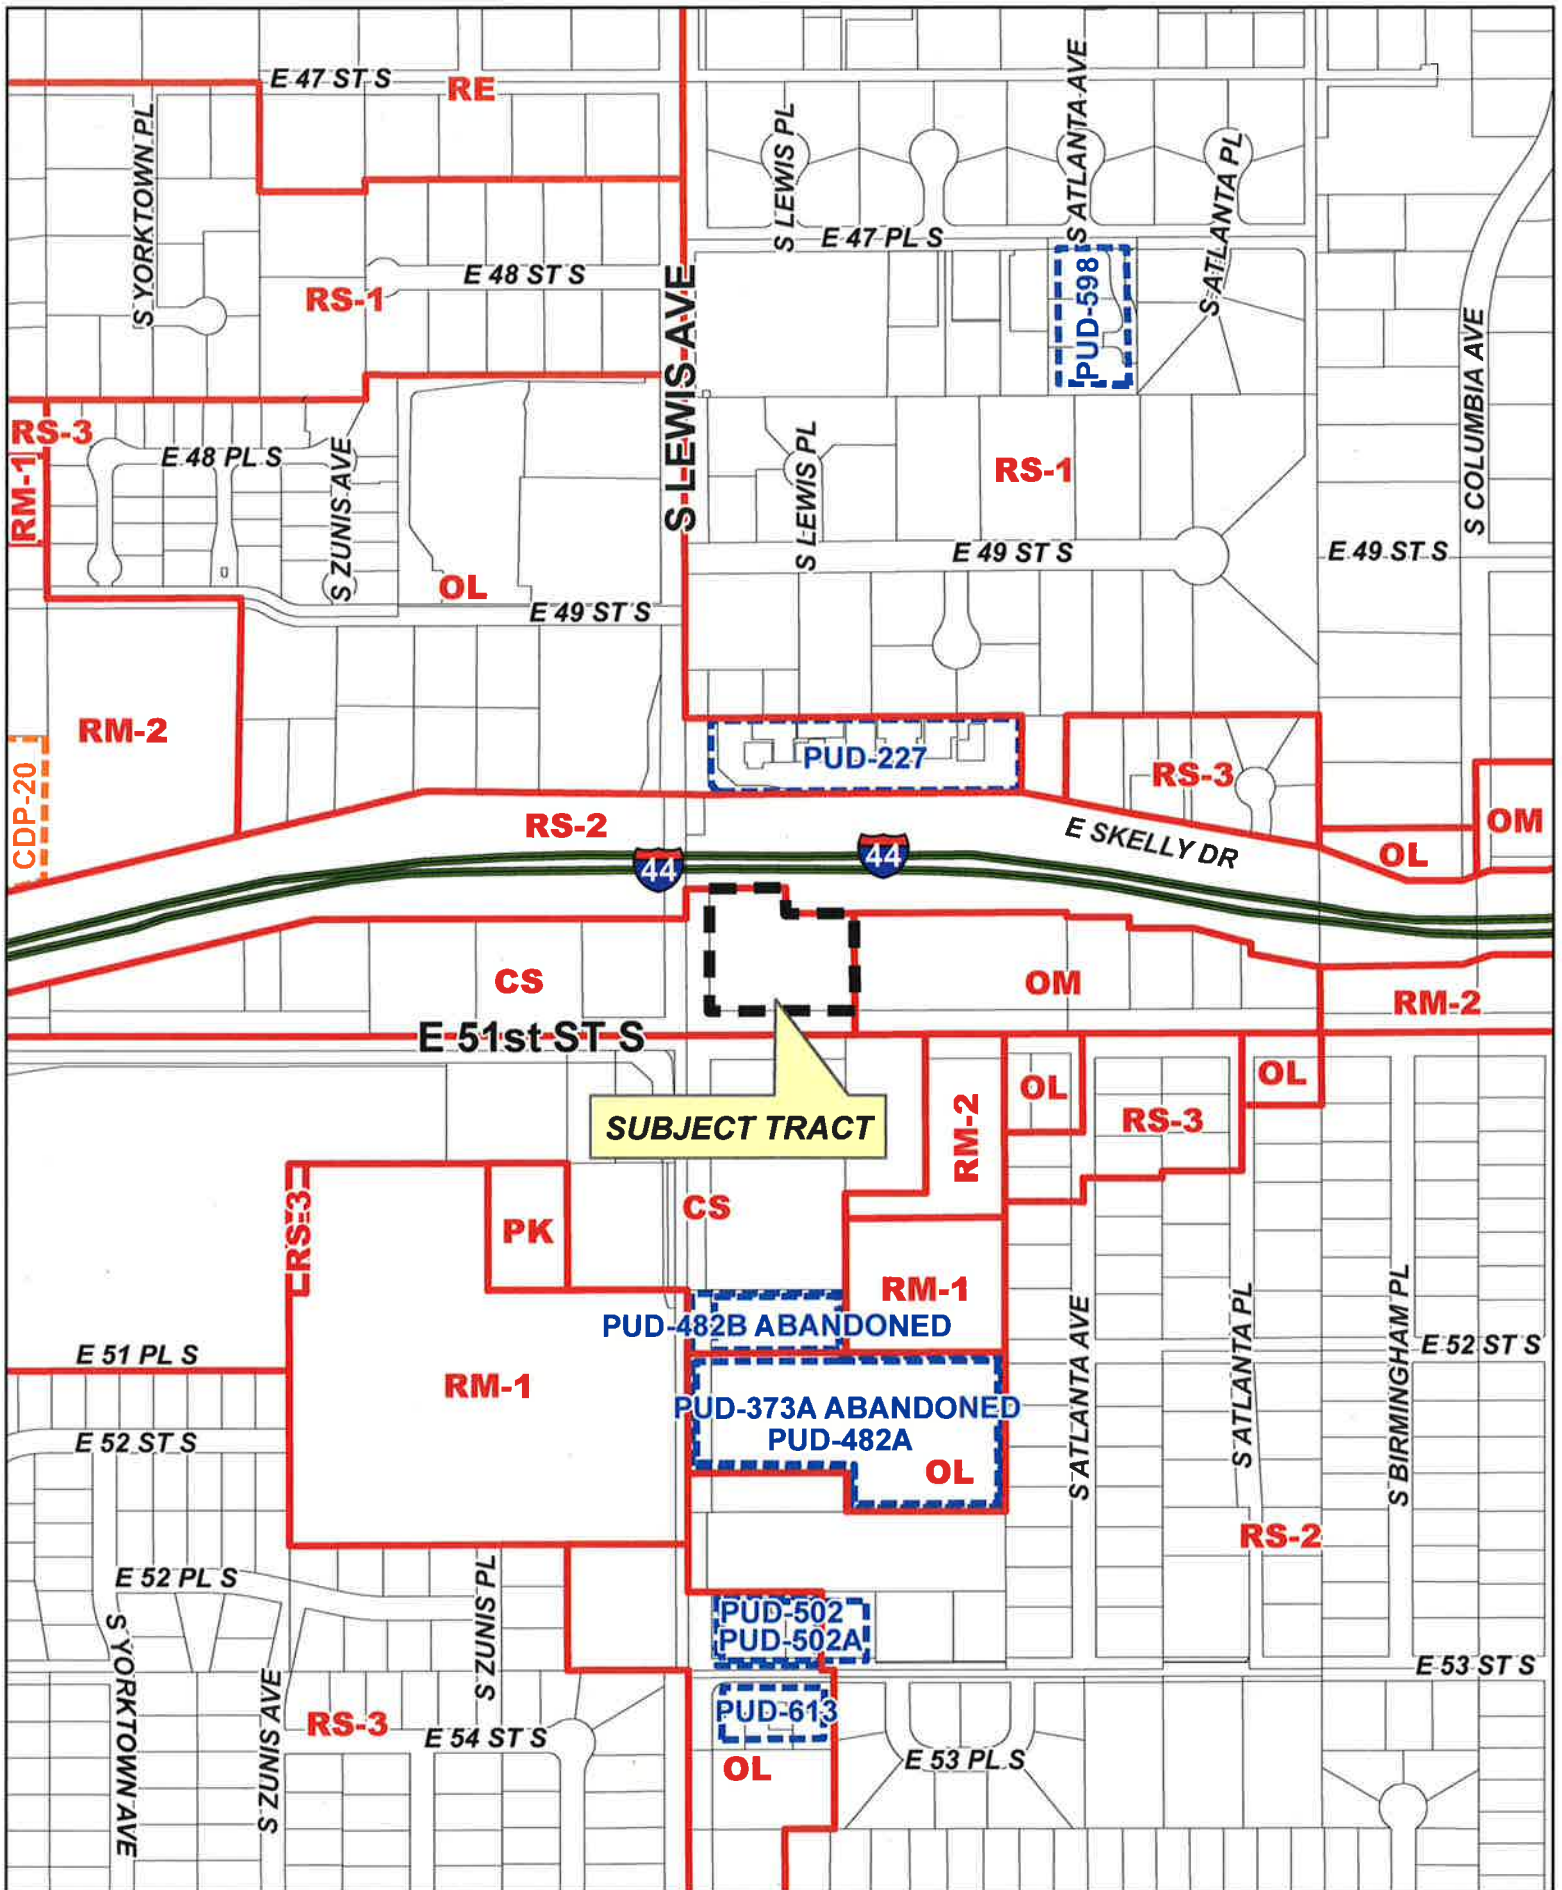 E 47 ST S
RE
S YORKTOWN PL
S LEWIS PL
S ATLANTA AVE
S ATLANTA PL
E 47 PL S
E 48 ST S
RS-1
S LEWIS AVE
PUD-598
S COLUMBIA AVE
RS-3
RM-1
E 48 PL S
S ZUNIS AVE
S LEWIS PL
RS-1
OL
E 49 ST S
E 49 ST S
E 49 ST S
RM-2
CDP-20
PUD-227
RS-3
OM
RS-2
E SKELLY DR
OL
44
44
CS
OM
RM-2
E 51st ST S
SUBJECT TRACT
RM-2
OL
RS-3
OL
RS-3
PK
CS
RM-1
PUD-482B ABANDONED
E 51 PL S
RM-1
E 52 ST S
PUD-373A ABANDONED
PUD-482A
OL
E 52 ST S
S ATLANTA AVE
S ATLANTA PL
S BIRMINGHAM PL
RS-2
E 52 PL S
S YORKTOWN AVE
S ZUNIS AVE
S ZUNIS PL
PUD-502
PUD-502A
E 53 ST S
RS-3
E 54 ST S
PUD-613
OL
E 53 PL S